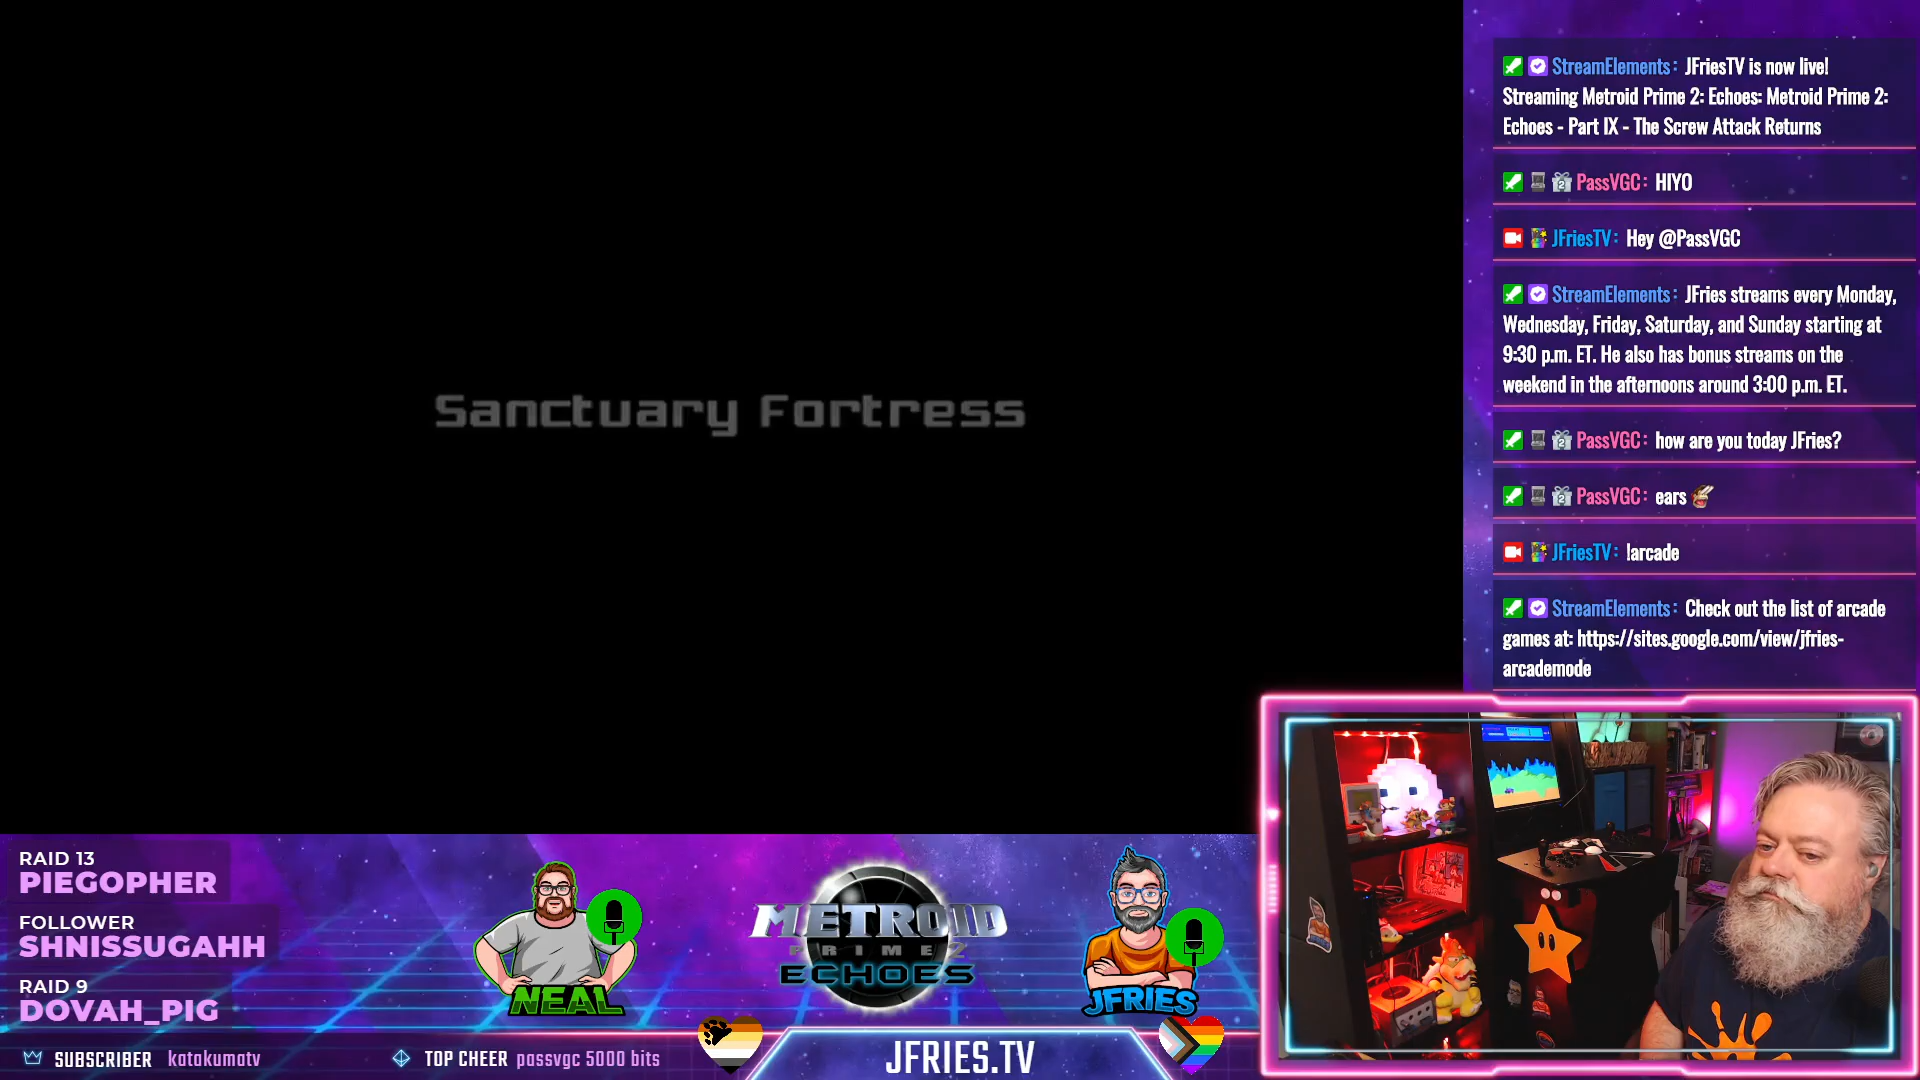 Sanctuary Fortress
StreamElements: JFriesTV is now live!
Streaming Metroid Prime 2: Echoes: Metroid Prime 2:
Echoes - Part IX - The Screw Attack Returns
PassVGC: HIYO
JFriesTV: Hey @PassVGC
StreamElements: JFries streams every Monday,
Wednesday, Friday, Saturday, and Sunday starting at
9:30 p.m. ET. He also has bonus streams on the
weekend in the afternoons around 3:00 p.m. ET.
PassVGC: how are you today JFries?
PassVGC: ears
JFriesTV: !arcade
StreamElements: Check out the list of arcade
games at: https://sites.google.com/view/jfries-
arcademode
RAID 13
PIEGOPHER
FOLLOWER
SHNISSUGAHH
RAID 9
DOVAH_PIG
NEAL
METROID
PRIME 2
ECHOES
JFRIES
SUBSCRIBER katakumatv
TOP CHEER passvgc 5000 bits
JFRIES.TV